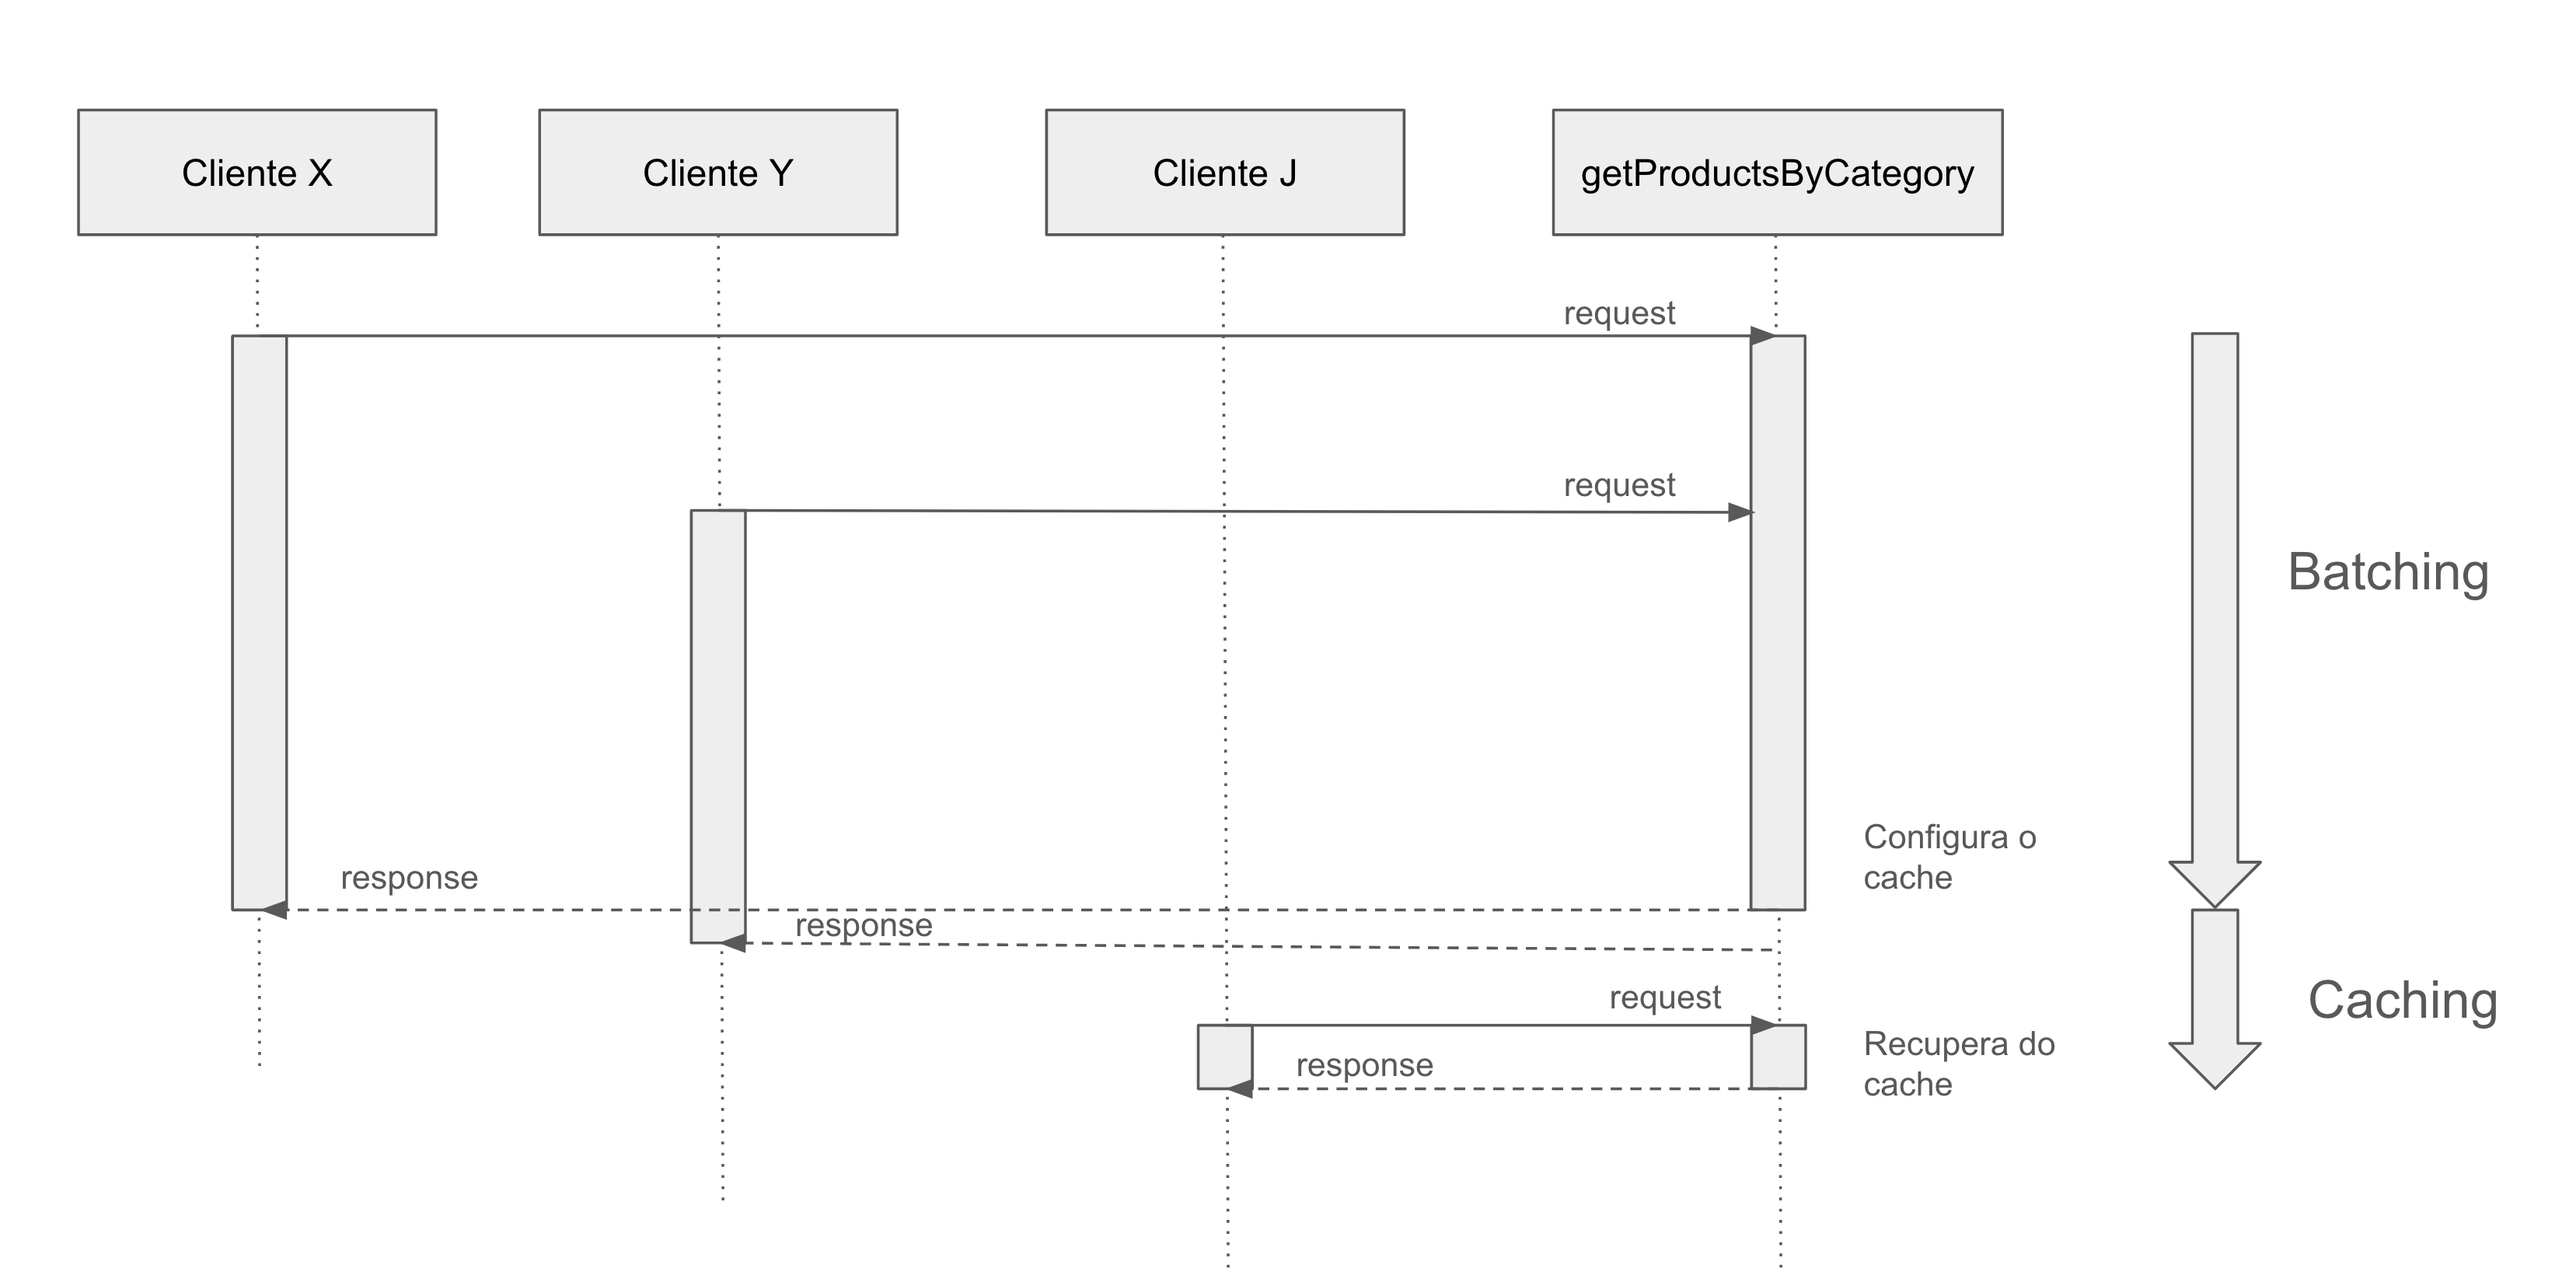 Cliente X
Cliente Y
Cliente J
getProductsByCategory
request
request
Batching
Configura o
cache
response
response
request
Caching
Recupera do
cache
response